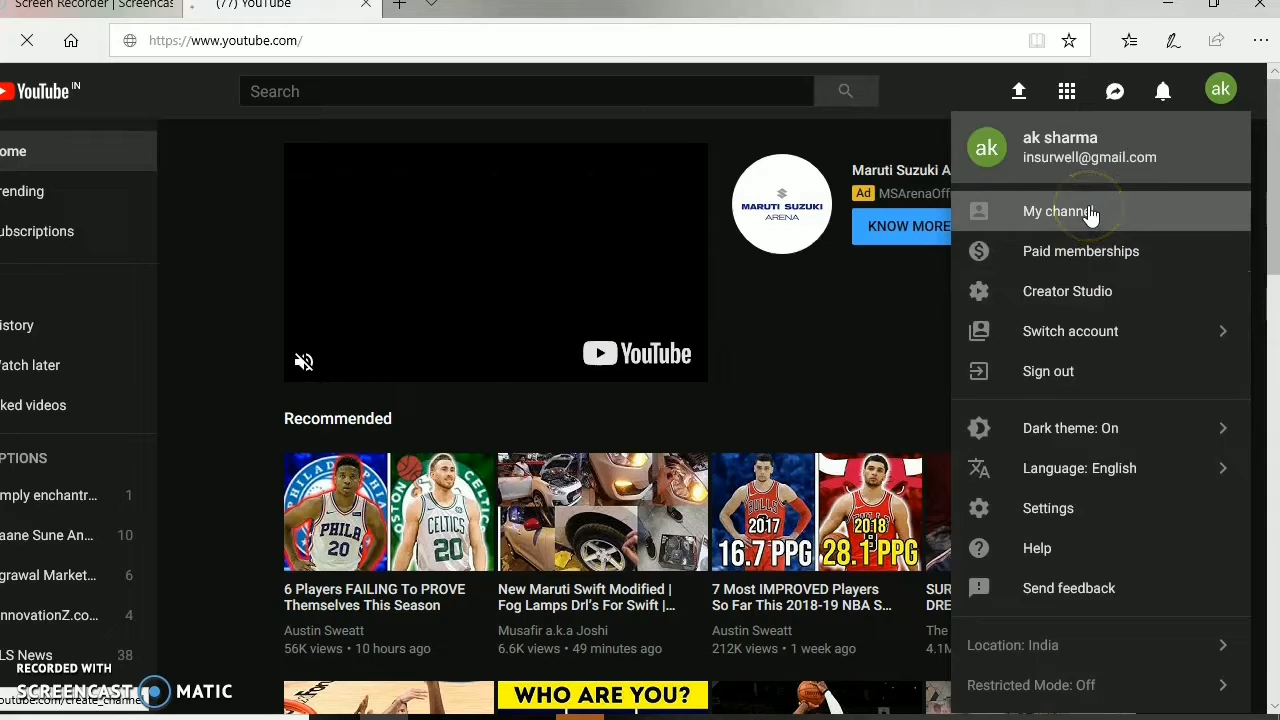 Screen Recorder | Screencas
(77) YouTube
https://www.youtube.com/
YouTube IN
Search
ak
ome
rending
ubscriptions
istory
atch later
ked videos
PTIONS
mply enchantr... 1
aane Sune An... 10
grawal Market... 6
nnovationZ.co... 4
LS News 38
RECORDED WITH
SCREENCAST MATIC
outube.com/create_channe
MARUTI SUZUKI
ARENA
Maruti Suzuki A
Ad MSArenaOff
KNOW MORE
YouTube
Recommended
PHILADELPHIA
PHILA
20
BOSTON CELTIC
CELTICS
20
2017
16.7 PPG
2018
28.1 PPG
6 Players FAILING To PROVE
Themselves This Season
Austin Sweatt
56K views • 10 hours ago
New Maruti Swift Modified |
Fog Lamps Drl's For Swift |...
Musafir a.k.a Joshi
6.6K views • 49 minutes ago
7 Most IMPROVED Players
So Far This 2018-19 NBA S...
Austin Sweatt
212K views • 1 week ago
SUR
DRE
The
4.1M
WHO ARE YOU?
ak
ak sharma
insurwell@gmail.com
My channel
Paid memberships
Creator Studio
Switch account
Sign out
Dark theme: On
Language: English
Settings
Help
Send feedback
Location: India
Restricted Mode: Off